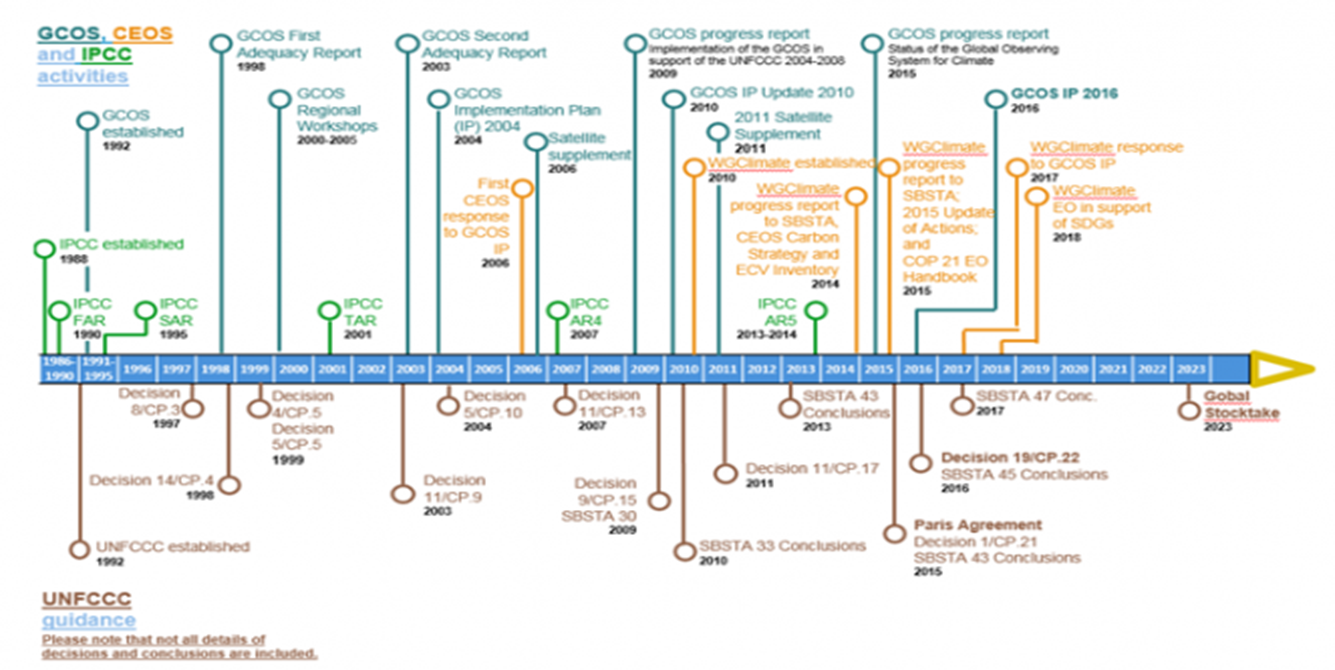 GCOS, CEOS
and IPCC
activities
GCOS
established
1992
IPCC established
1988
IPCC
FAR
1990
IPCC
SAR
1995
GCOS First
Adequacy Report
1998
GCOS
Regional
Workshops
2000-2005
IPCC
TAR
2001
GCOS Second
Adequacy Report
2003
GCOS
Implementation Plan
(IP) 2004
2004
Satellite
supplement
2006
First
CEOS
response
to GCOS
IP
2006
IPCC
AR4
2007
GCOS progress report
Implementation of the GCOS in
support of the UNFCCC 2004-2008
2009
GCOS IP Update 2010
2010
2011 Satellite
Supplement
2011
WGClimate established
2010
WGClimate
progress report
to SBSTA,
CEOS Carbon
Strategy and
ECV Inventory
2014
IPCC
AR5
2013-2014
GCOS progress report
Status of the Global Observing
System for Climate
2015
WGClimate
progress
report to
SBSTA;
2015 Update
of Actions;
and
COP 21 EO
Handbook
2015
GCOS IP 2016
2016
WGClimate response
to GCOS IP
2017
WGClimate
EO in support
of SDGs
2018
1986-
1990
1991-
1995
1996
1997
1998
1999
2000
2001
2002
2003
2004
2005
2006
2007
2008
2009
2010
2011
2012
2013
2014
2015
2016
2017
2018
2019
2020
2021
2022
2023
Decision
8/CP.3
1997
Decision 14/CP.4
1998
UNFCCC established
1992
Decision
4/CP.5
Decision
5/CP.5
1999
Decision
11/CP.9
2003
Decision
5/CP.10
2004
Decision
11/CP.13
2007
Decision
9/CP.15
SBSTA 30
2009
SBSTA 33 Conclusions
2010
Decision 11/CP.17
2011
SBSTA 43
Conclusions
2013
Paris Agreement
Decision 1/CP.21
SBSTA 43 Conclusions
2015
Decision 19/CP.22
SBSTA 45 Conclusions
2016
SBSTA 47 Conc.
2017
Gobal
Stocktake
2023
UNFCCC
guidance
Please note that not all details of
decisions and conclusions are included.